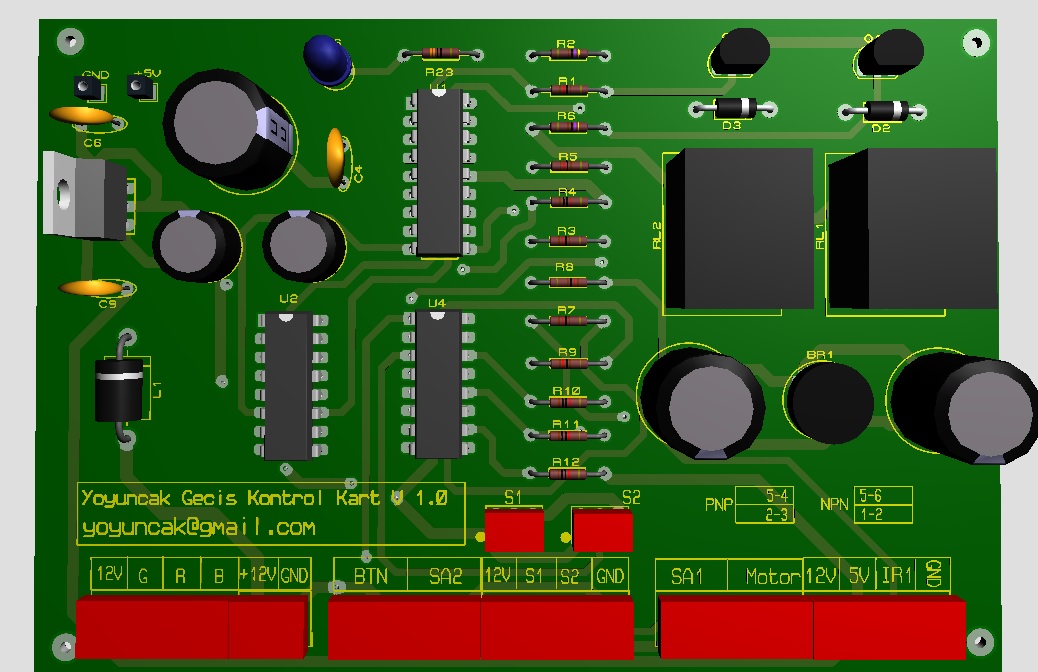 GND +5V
C6
R23
U1
C4
R2
R1
R6
R5
R4
R3
R8
R7
R9
R10
R11
R12
D3
D2
RL2
RL1
C9
U2
U4
L1
BR1
Yoyuncak Gecis Kontrol Kart V 1.0
yoyuncak@gmail.com
S1
S2
PNP 5-4
2-3
NPN 5-6
1-2
12V G R B +12V GND
BTN SA2 12V S1 S2 GND
SA1 Motor 12V 5V IR1 GND